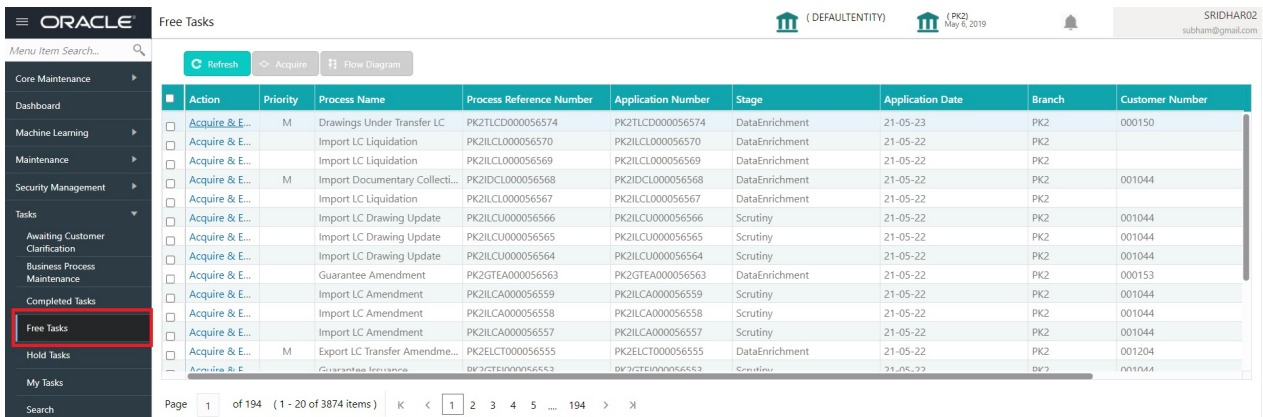 ORACLE
Free Tasks
( DEFAULTENTITY)
( PK2)
May 6, 2019
SRIDHAR02
subham@gmail.com
Menu Item Search...
Core Maintenance
Dashboard
Machine Learning
Maintenance
Security Management
Tasks
Awaiting Customer
Clarification
Business Process
Maintenance
Completed Tasks
Free Tasks
Hold Tasks
My Tasks
Search
Refresh Acquire Flow Diagram
Action Priority Process Name Process Reference Number Application Number Stage Application Date Branch Customer Number
Acquire & E... M Drawings Under Transfer LC PK2TLCD000056574 PK2TLCD000056574 DataEnrichment 21-05-23 PK2 000150
Acquire & E... Import LC Liquidation PK2ILCL000056570 PK2ILCL000056570 DataEnrichment 21-05-22 PK2
Acquire & E... Import LC Liquidation PK2ILCL000056569 PK2ILCL000056569 DataEnrichment 21-05-22 PK2
Acquire & E... M Import Documentary Collecti... PK2IDCL000056568 PK2IDCL000056568 DataEnrichment 21-05-22 PK2 001044
Acquire & E... Import LC Liquidation PK2ILCL000056567 PK2ILCL000056567 DataEnrichment 21-05-22 PK2
Acquire & E... Import LC Drawing Update PK2ILCU000056566 PK2ILCU000056566 Scrutiny 21-05-22 PK2 001044
Acquire & E... Import LC Drawing Update PK2ILCU000056565 PK2ILCU000056565 Scrutiny 21-05-22 PK2 001044
Acquire & E... Import LC Drawing Update PK2ILCU000056564 PK2ILCU000056564 Scrutiny 21-05-22 PK2 001044
Acquire & E... Guarantee Amendment PK2GTEA000056563 PK2GTEA000056563 DataEnrichment 21-05-22 PK2 000153
Acquire & E... Import LC Amendment PK2ILCA000056559 PK2ILCA000056559 Scrutiny 21-05-22 PK2 001044
Acquire & E... Import LC Amendment PK2ILCA000056558 PK2ILCA000056558 Scrutiny 21-05-22 PK2 001044
Acquire & E... Import LC Amendment PK2ILCA000056557 PK2ILCA000056557 Scrutiny 21-05-22 PK2 001044
Acquire & E... M Export LC Transfer Amendme... PK2ELCT000056555 PK2ELCT000056555 DataEnrichment 21-05-22 PK2 001204
Acquire & E... Guarantee Issuance PK2GTEI000056553 PK2GTEI000056553 Scrutiny 21-05-22 PK2 001044
Page 1 of 194 ( 1 - 20 of 3874 items ) 1 2 3 4 5 .... 194